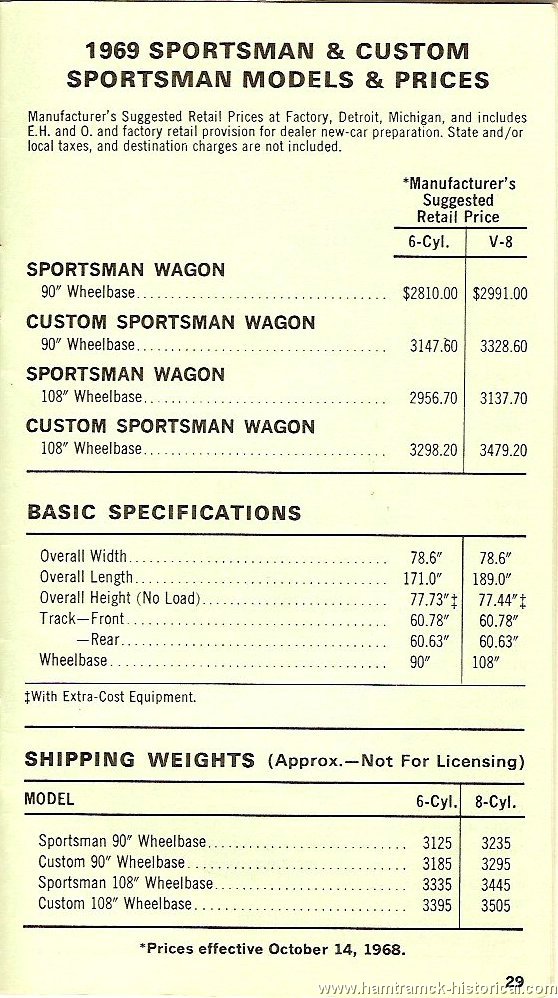 1969 SPORTSMAN & CUSTOM
SPORTSMAN MODELS & PRICES
Manufacturer's Suggested Retail Prices at Factory, Detroit, Michigan, and includes
E.H. and O. and factory retail provision for dealer new-car preparation. State and/or
local taxes, and destination charges are not included.
*Manufacturer's
Suggested
Retail Price
6-Cyl. V-8
SPORTSMAN WAGON
90" Wheelbase $2810.00 $2991.00
CUSTOM SPORTSMAN WAGON
90" Wheelbase 3147.60 3328.60
SPORTSMAN WAGON
108" Wheelbase 2956.70 3137.70
CUSTOM SPORTSMAN WAGON
108" Wheelbase 3298.20 3479.20
BASIC SPECIFICATIONS
Overall Width 78.6" 78.6"
Overall Length 171.0" 189.0"
Overall Height (No Load) 77.73"‡ 77.44"‡
Track—Front 60.78" 60.78"
—Rear 60.63" 60.63"
Wheelbase 90" 108"
‡With Extra-Cost Equipment.
SHIPPING WEIGHTS (Approx.—Not For Licensing)
MODEL 6-Cyl. 8-Cyl.
Sportsman 90" Wheelbase 3125 3235
Custom 90" Wheelbase 3185 3295
Sportsman 108" Wheelbase 3335 3445
Custom 108" Wheelbase 3395 3505
*Prices effective October 14, 1968.
29
www.hamtramck-historical.com